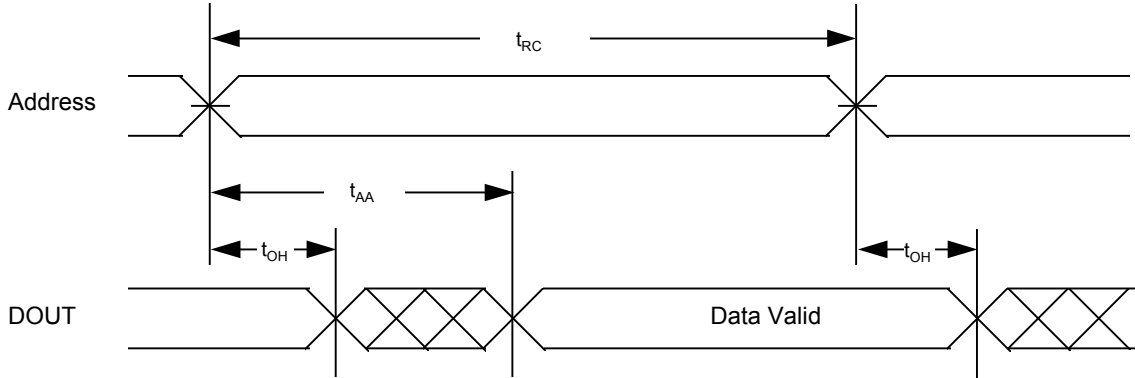 tRC
Address
tAA
tOH tOH
DOUT Data Valid